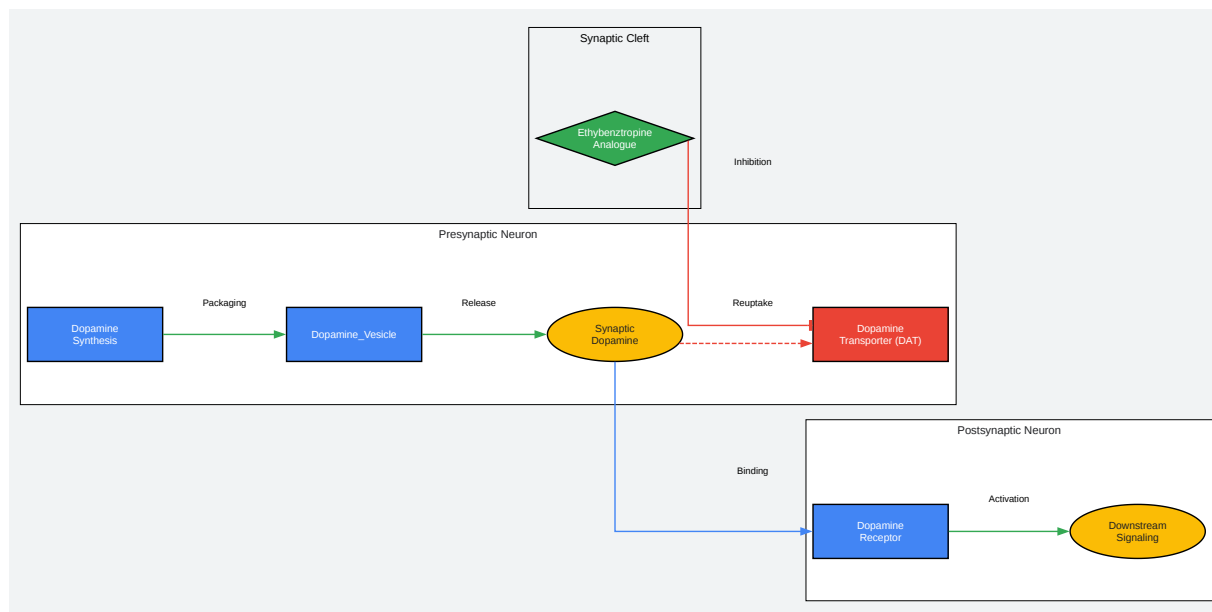 Synaptic Cleft
Ethybenztropine
Analogue
Inhibition
Presynaptic Neuron
Packaging
Release
Reuptake
Dopamine
Synthesis
Dopamine_Vesicle
Synaptic
Dopamine
Dopamine
Transporter (DAT)
Postsynaptic Neuron
Binding
Activation
Dopamine
Receptor
Downstream
Signaling